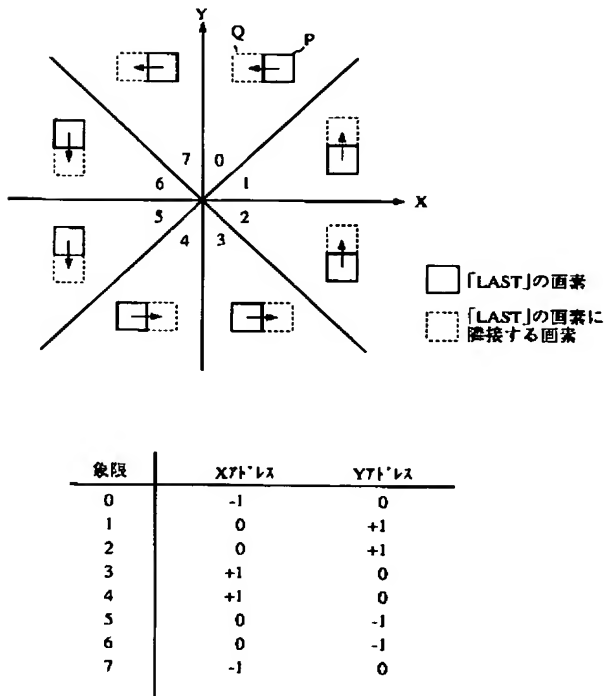 Y
Q P
7 0
6 1
X
5 2
4 3
「LAST」の画素
「LAST」の画素に
隣接する画素
象限 Xアドレス Yアドレス
0 -1 0
1 0 +1
2 0 +1
3 +1 0
4 +1 0
5 0 -1
6 0 -1
7 -1 0